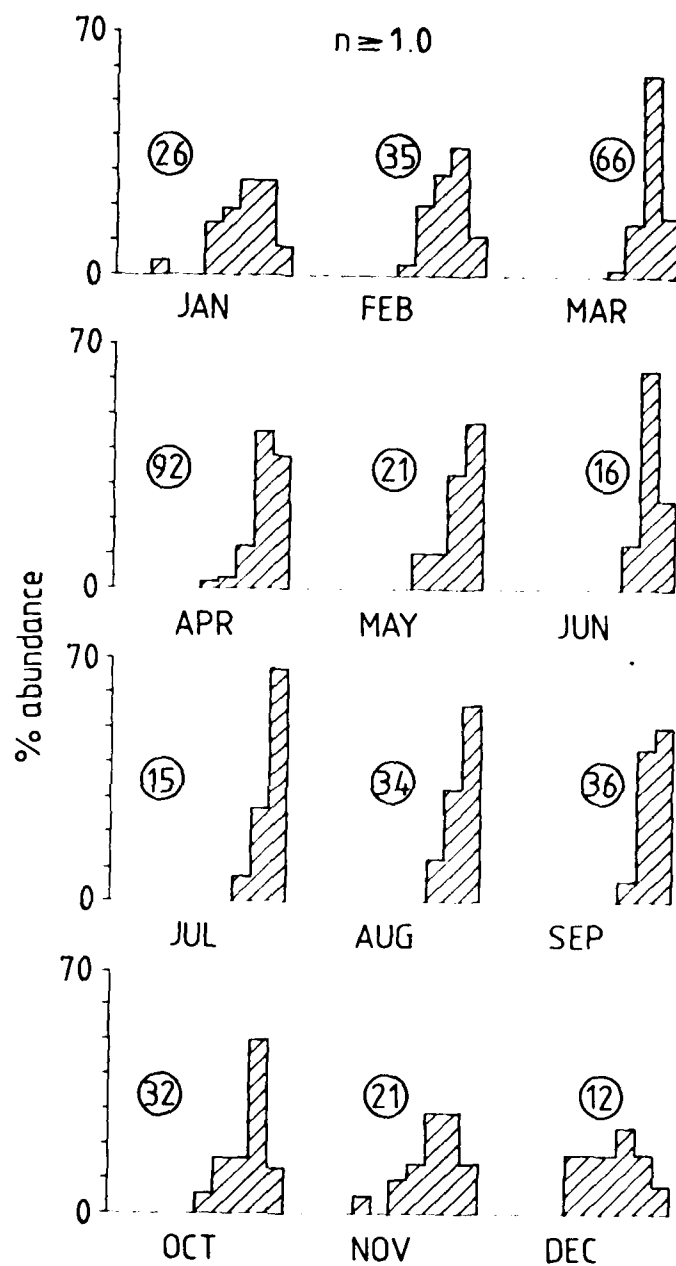 70
n ≥ 1.0
26
35
66
0
JAN
FEB
MAR
70
92
21
16
0
APR
MAY
JUN
% abundance
70
15
34
36
0
JUL
AUG
SEP
70
32
21
12
0
OCT
NOV
DEC